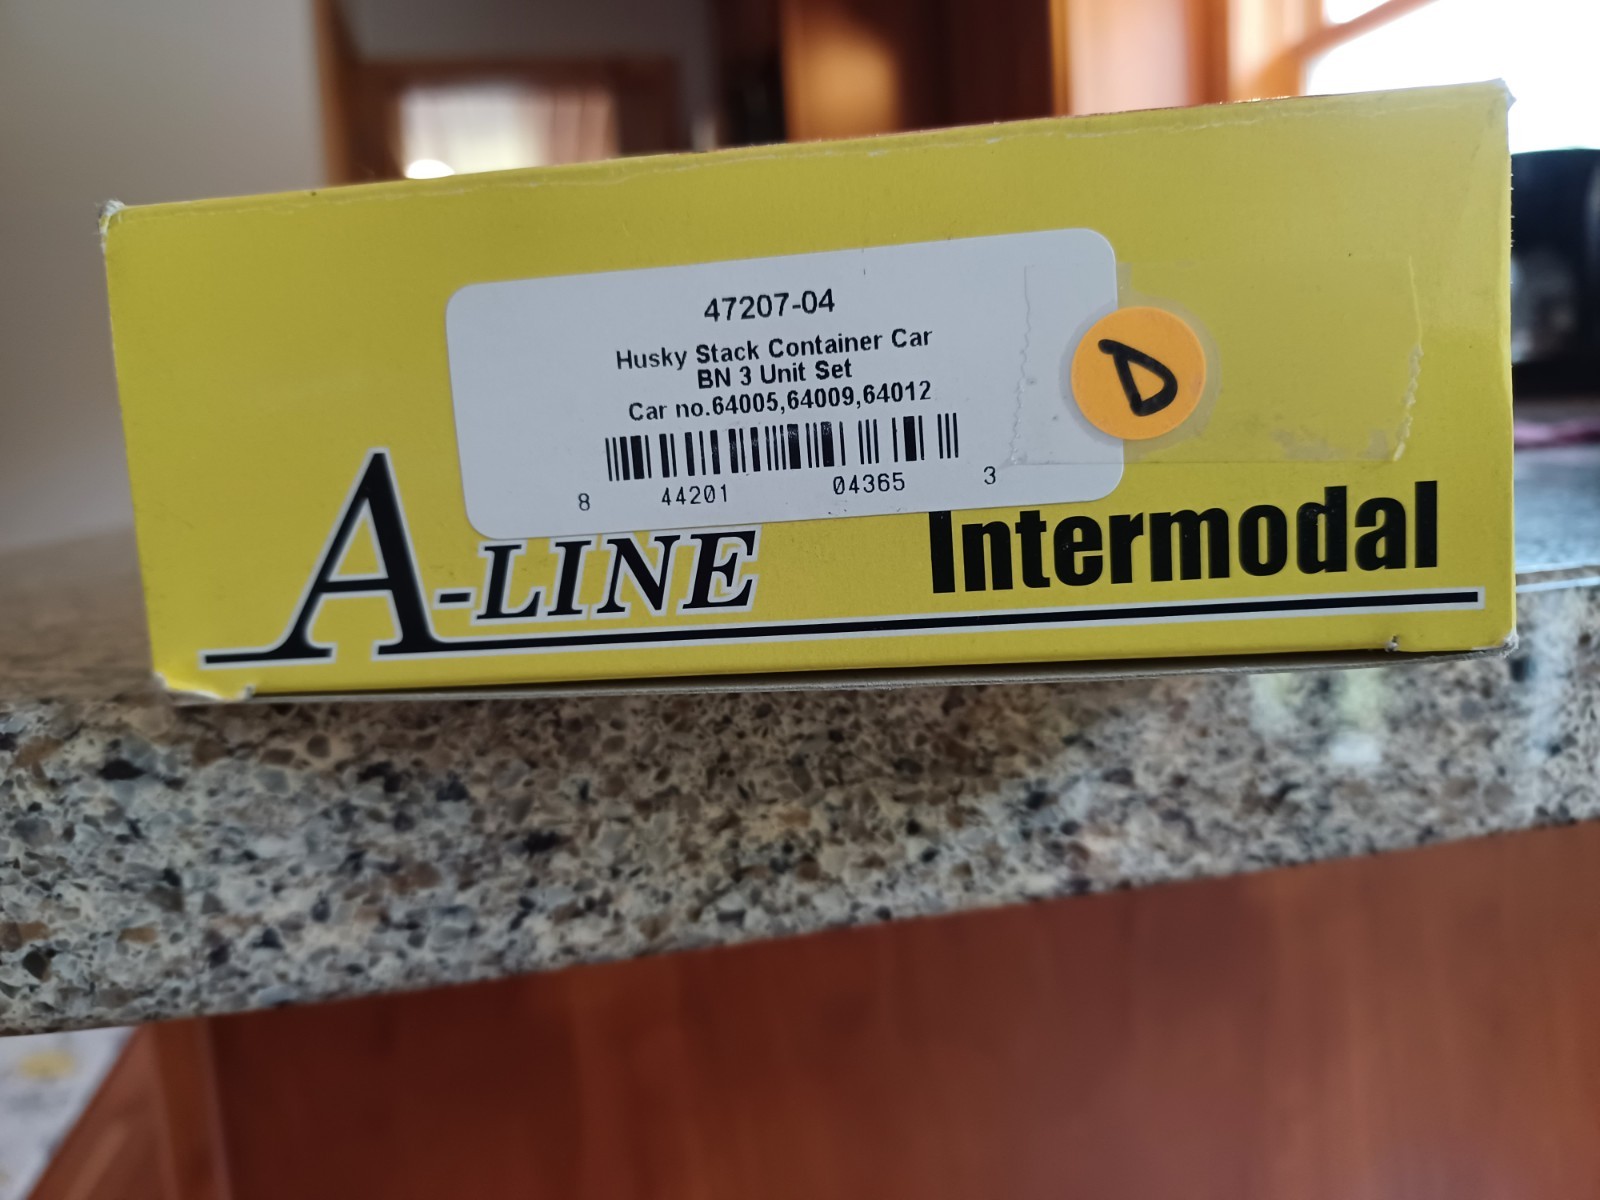 47207-04
Husky Stack Container Car
BN 3 Unit Set
Car no.64005,64009,64012
8 44201 04365 3
D
A-LINE Intermodal